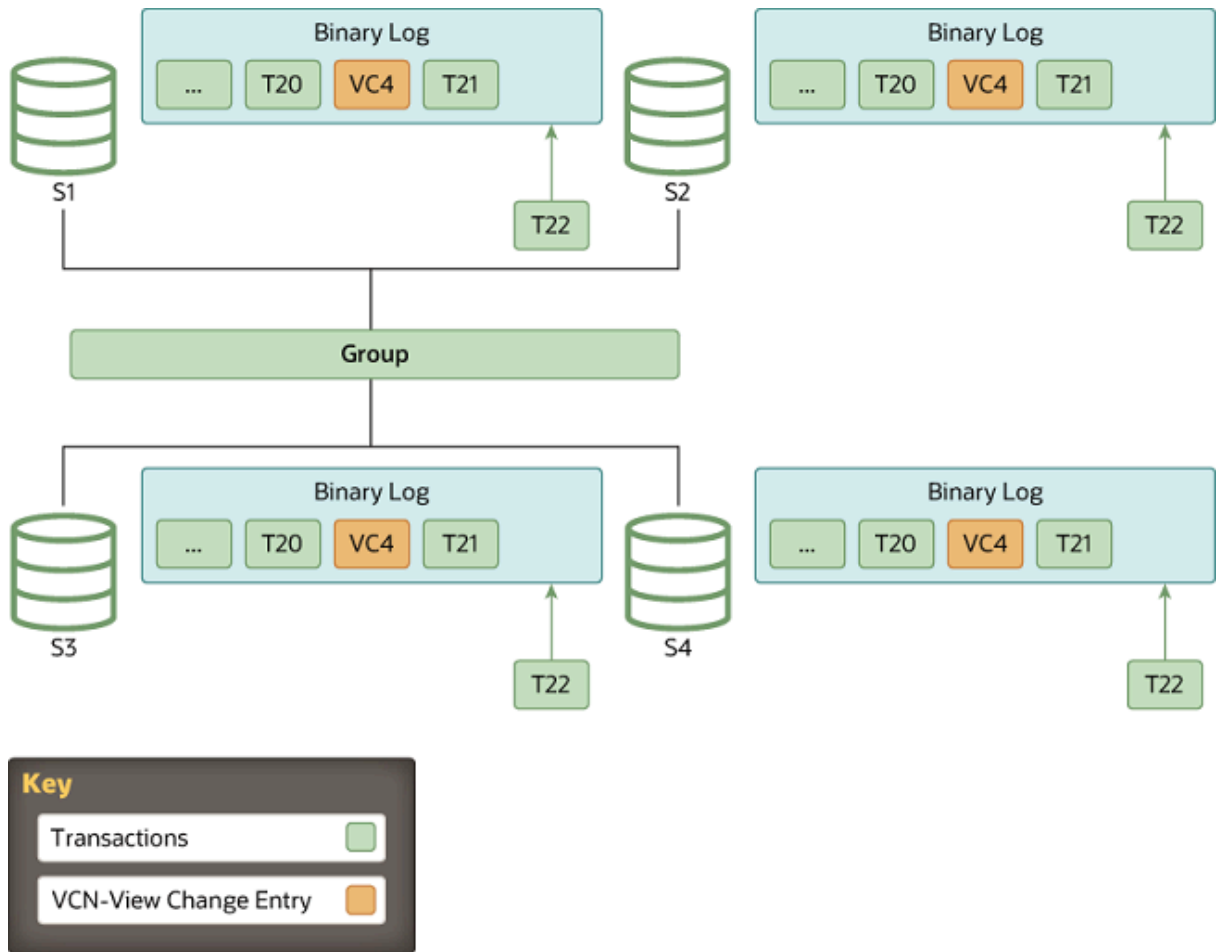 Binary Log
... T20 VC4 T21
S1
T22
Binary Log
... T20 VC4 T21
S2
T22
Group
Binary Log
... T20 VC4 T21
S3
T22
Binary Log
... T20 VC4 T21
S4
T22
Key
Transactions
VCN-View Change Entry